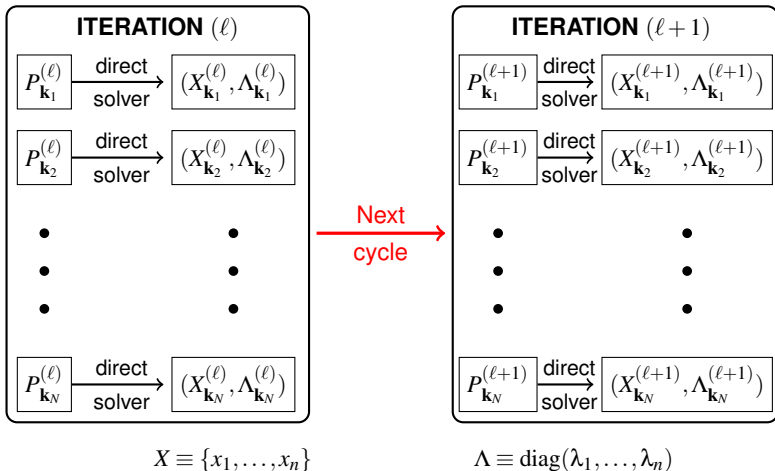 ITERATION (ℓ)
P_{𝐤_1}^{(ℓ)} direct solver (X_{𝐤_1}^{(ℓ)}, Λ_{𝐤_1}^{(ℓ)})
P_{𝐤_2}^{(ℓ)} direct solver (X_{𝐤_2}^{(ℓ)}, Λ_{𝐤_2}^{(ℓ)})
P_{𝐤_N}^{(ℓ)} direct solver (X_{𝐤_N}^{(ℓ)}, Λ_{𝐤_N}^{(ℓ)})
Next
cycle
ITERATION (ℓ+1)
P_{𝐤_1}^{(ℓ+1)} direct solver (X_{𝐤_1}^{(ℓ+1)}, Λ_{𝐤_1}^{(ℓ+1)})
P_{𝐤_2}^{(ℓ+1)} direct solver (X_{𝐤_2}^{(ℓ+1)}, Λ_{𝐤_2}^{(ℓ+1)})
P_{𝐤_N}^{(ℓ+1)} direct solver (X_{𝐤_N}^{(ℓ+1)}, Λ_{𝐤_N}^{(ℓ+1)})
X ≡ {x_1,…,x_n} Λ ≡ diag(λ_1,…,λ_n)